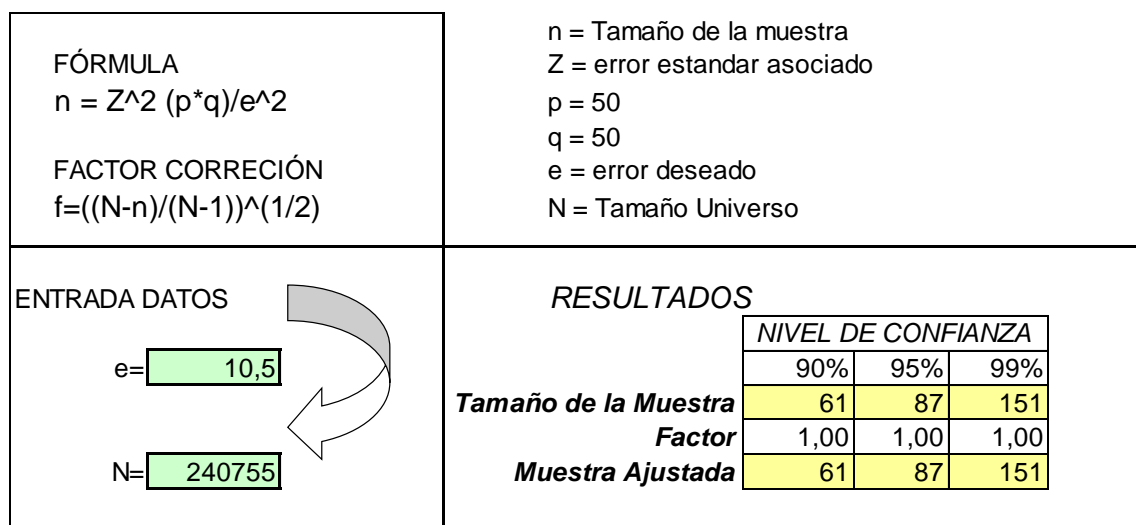 FÓRMULA
n = Z^2 (p*q)/e^2
FACTOR CORRECIÓN
f=((N-n)/(N-1))^(1/2)
n = Tamaño de la muestra
Z = error estandar asociado
p = 50
q = 50
e = error deseado
N = Tamaño Universo
ENTRADA DATOS
e= 10,5
N= 240755
RESULTADOS
NIVEL DE CONFIANZA
90% 95% 99%
Tamaño de la Muestra 61 87 151
Factor 1,00 1,00 1,00
Muestra Ajustada 61 87 151